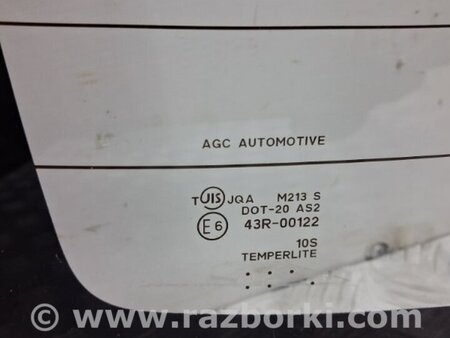 AGC AUTOMOTIVE
T JIS JQA M213 S
DOT-20 AS2
E6 43R-00122
10S
TEMPERLITE
© www.razborki.com